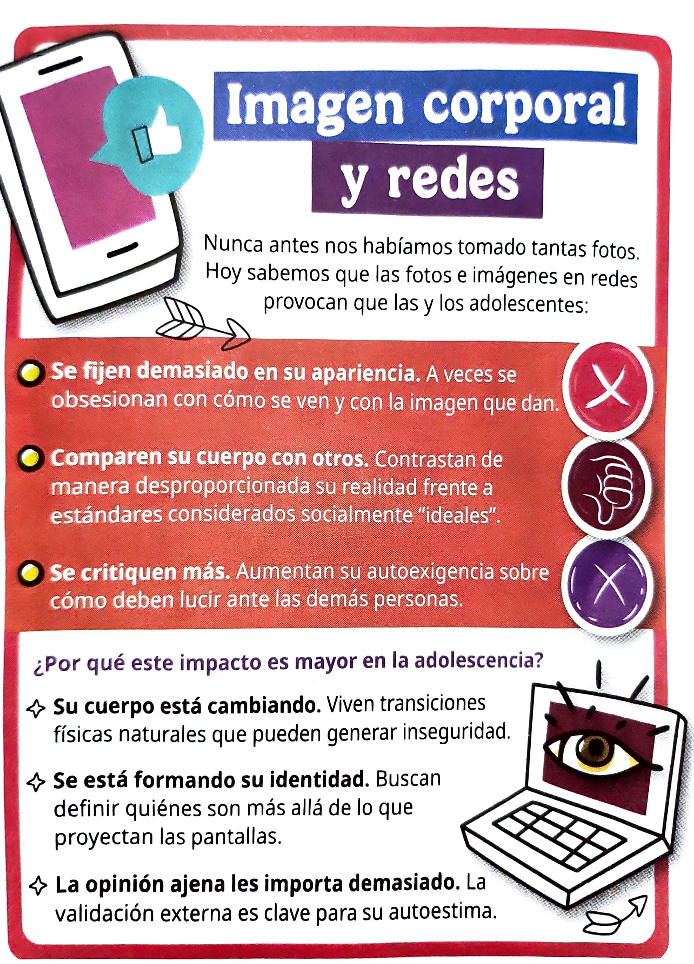 Imagen corporal
y redes
Nunca antes nos habíamos tomado tantas fotos.
Hoy sabemos que las fotos e imágenes en redes
provocan que las y los adolescentes:
Se fijen demasiado en su apariencia. A veces se
obsesionan con cómo se ven y con la imagen que dan.
Comparen su cuerpo con otros. Contrastan de
manera desproporcionada su realidad frente a
estándares considerados socialmente “ideales”.
Se critiquen más. Aumentan su autoexigencia sobre
cómo deben lucir ante las demás personas.
¿Por qué este impacto es mayor en la adolescencia?
Su cuerpo está cambiando. Viven transiciones
físicas naturales que pueden generar inseguridad.
Se está formando su identidad. Buscan
definir quiénes son más allá de lo que
proyectan las pantallas.
La opinión ajena les importa demasiado. La
validación externa es clave para su autoestima.